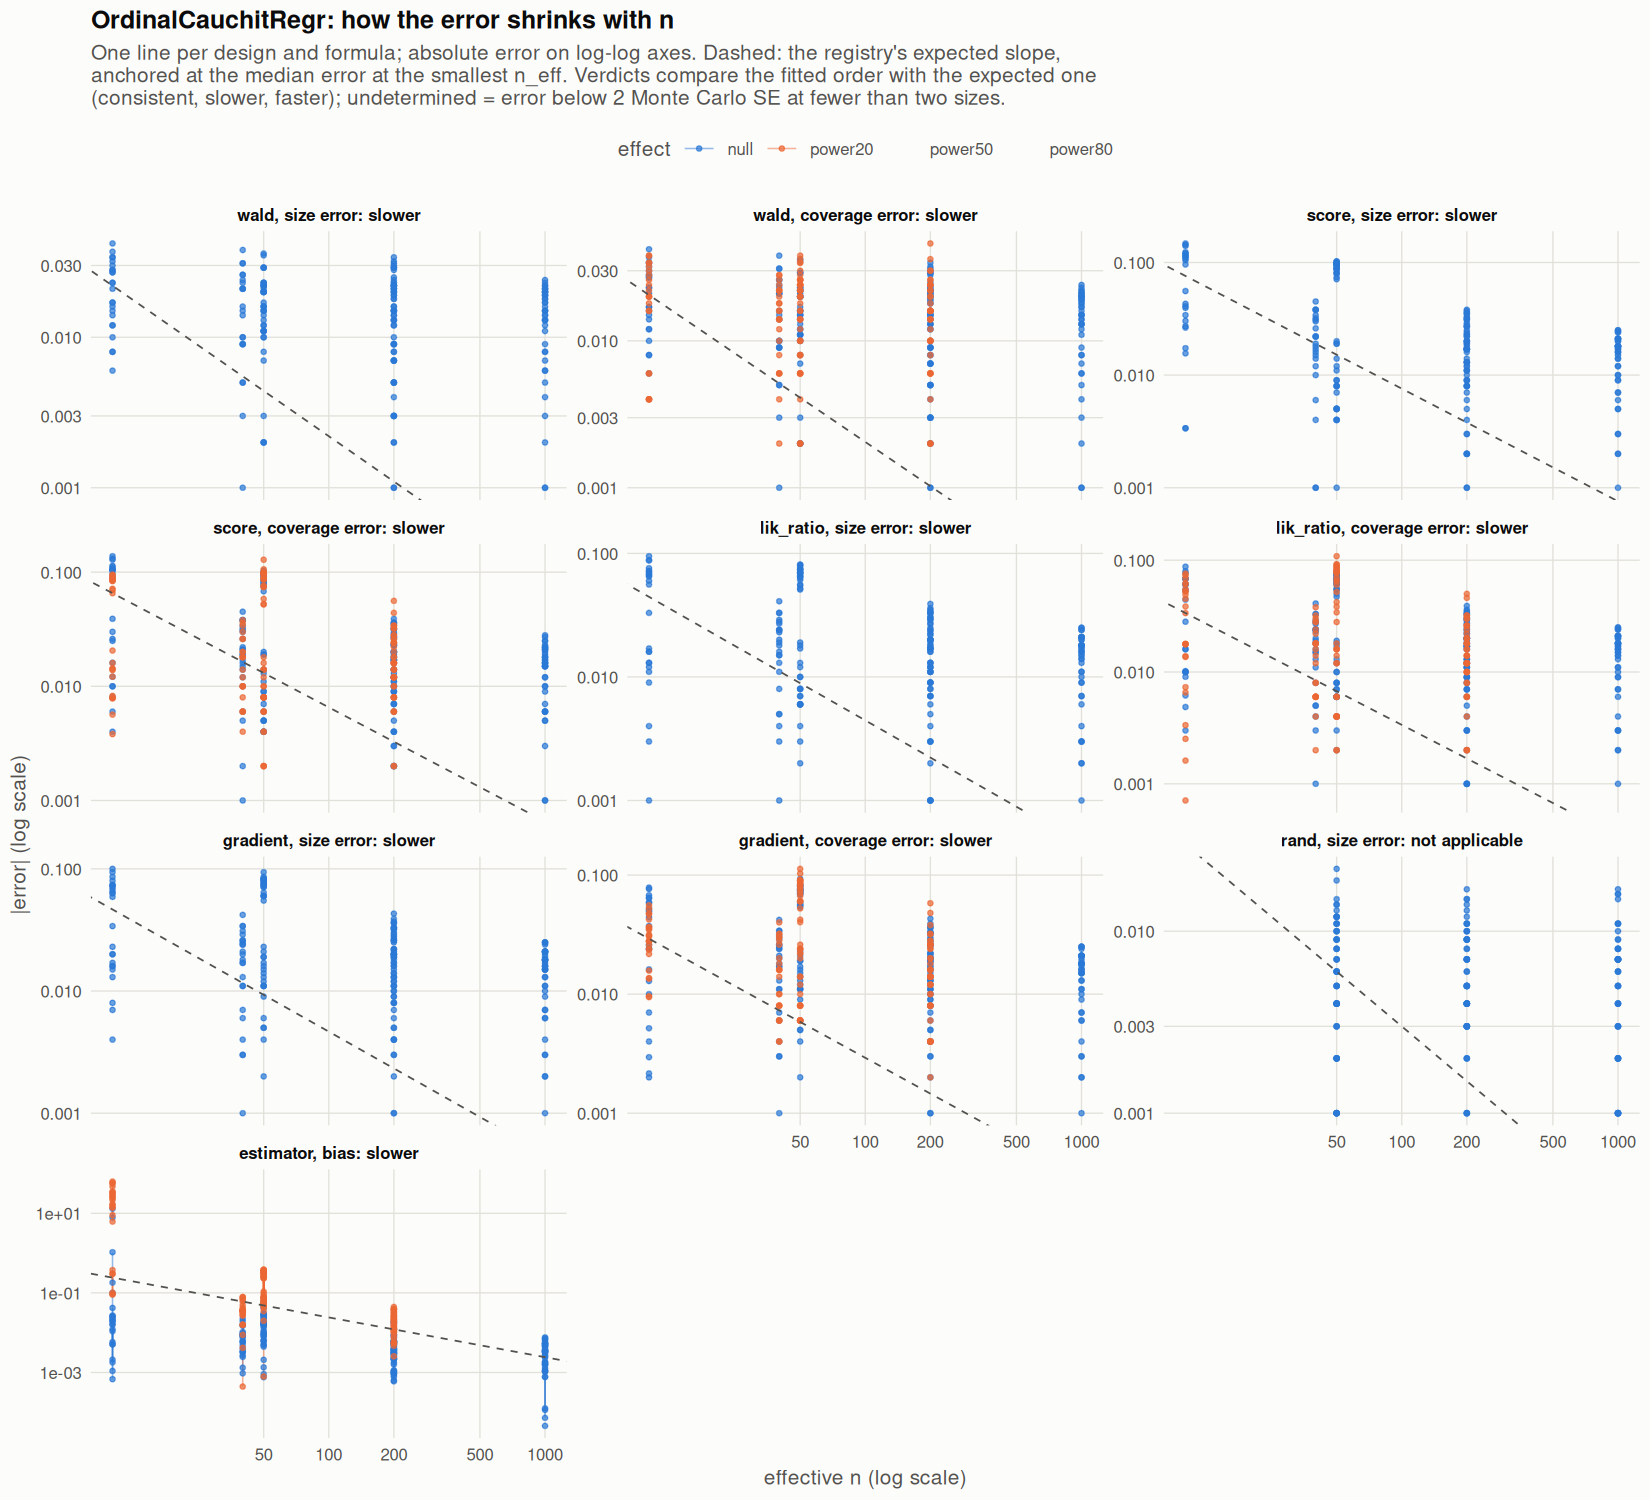 OrdinalCauchitRegr: how the error shrinks with n
One line per design and formula; absolute error on log-log axes. Dashed: the registry's expected slope,
anchored at the median error at the smallest n_eff. Verdicts compare the fitted order with the expected one
(consistent, slower, faster); undetermined = error below 2 Monte Carlo SE at fewer than two sizes.
effect null power20 power50 power80
wald, size error: slower
0.030
0.010
0.003
0.001
wald, coverage error: slower
0.030
0.010
0.003
0.001
score, size error: slower
0.100
0.010
0.001
score, coverage error: slower
0.100
0.010
0.001
lik_ratio, size error: slower
0.100
0.010
0.001
lik_ratio, coverage error: slower
0.100
0.010
0.001
gradient, size error: slower
0.100
0.010
0.001
gradient, coverage error: slower
0.100
0.010
0.001
50 100 200 500 1000
rand, size error: not applicable
0.010
0.003
0.001
50 100 200 500 1000
estimator, bias: slower
1e+01
1e-01
1e-03
50 100 200 500 1000
|error| (log scale)
effective n (log scale)